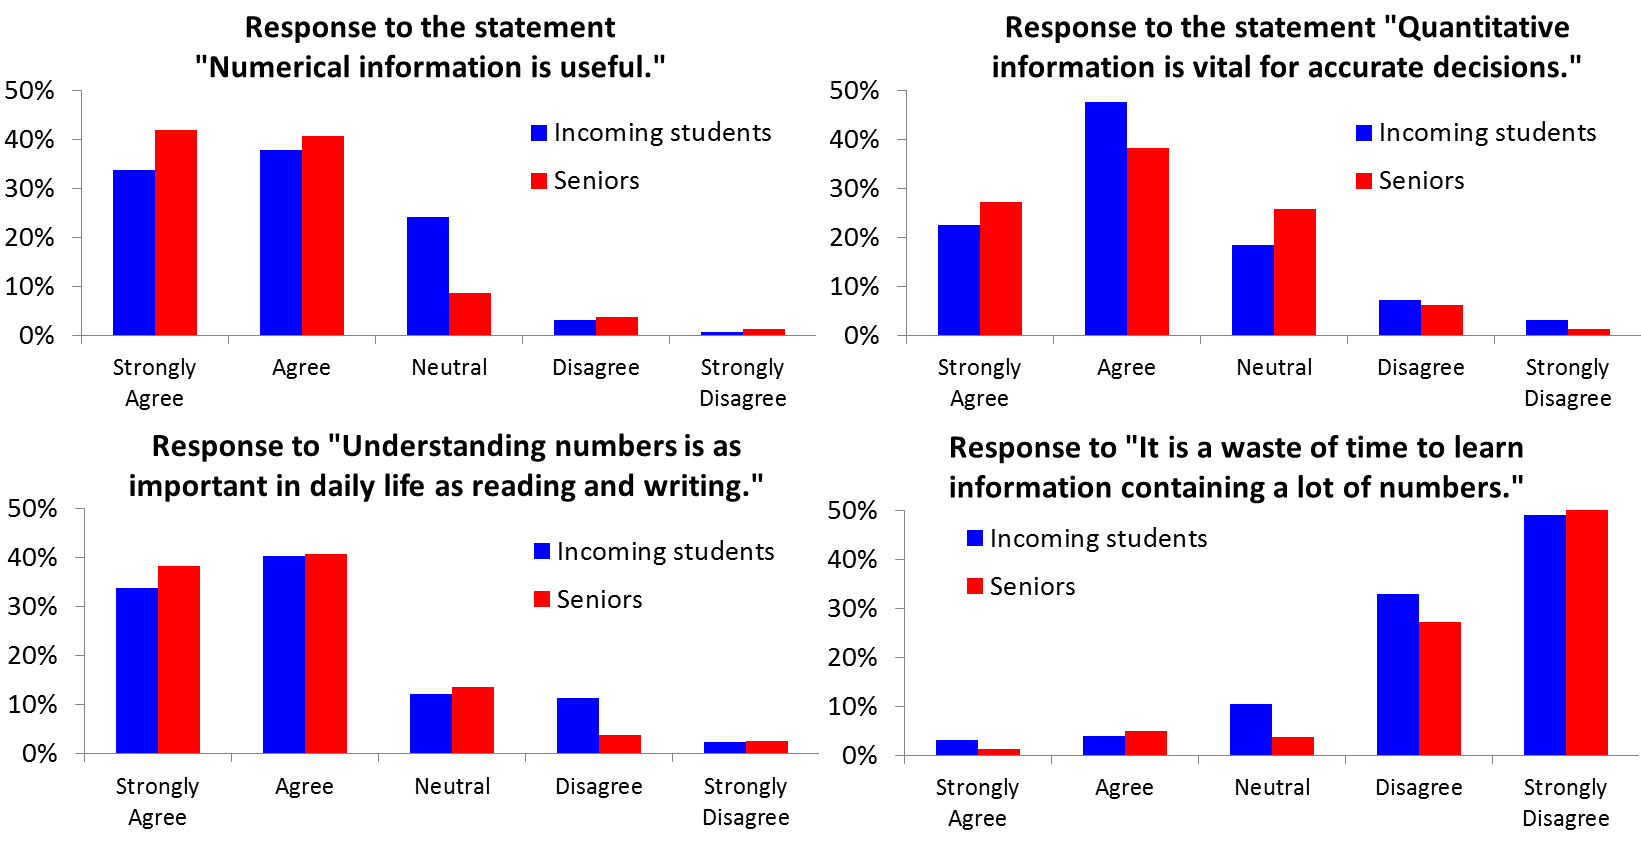 Response to the statement
"Numerical information is useful."
50%
40%
30%
20%
10%
0%
Incoming students
Seniors
Strongly
Agree
Agree
Neutral
Disagree
Strongly
Disagree
Response to the statement "Quantitative
information is vital for accurate decisions."
50%
40%
30%
20%
10%
0%
Incoming students
Seniors
Strongly
Agree
Agree
Neutral
Disagree
Strongly
Disagree
Response to "Understanding numbers is as
important in daily life as reading and writing."
50%
40%
30%
20%
10%
0%
Incoming students
Seniors
Strongly
Agree
Agree
Neutral
Disagree
Strongly
Disagree
Response to "It is a waste of time to learn
information containing a lot of numbers."
50%
40%
30%
20%
10%
0%
Incoming students
Seniors
Strongly
Agree
Agree
Neutral
Disagree
Strongly
Disagree